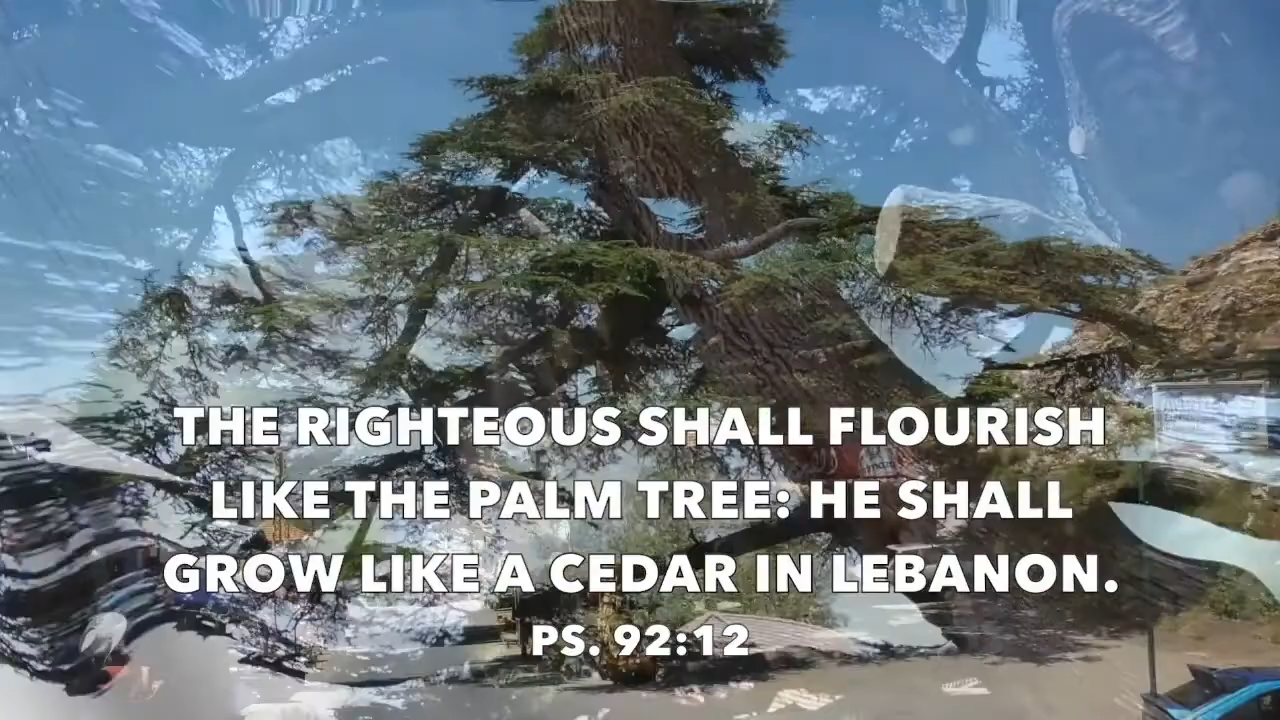 THE RIGHTEOUS SHALL FLOURISH
LIKE THE PALM TREE: HE SHALL
GROW LIKE A CEDAR IN LEBANON.
PS. 92:12